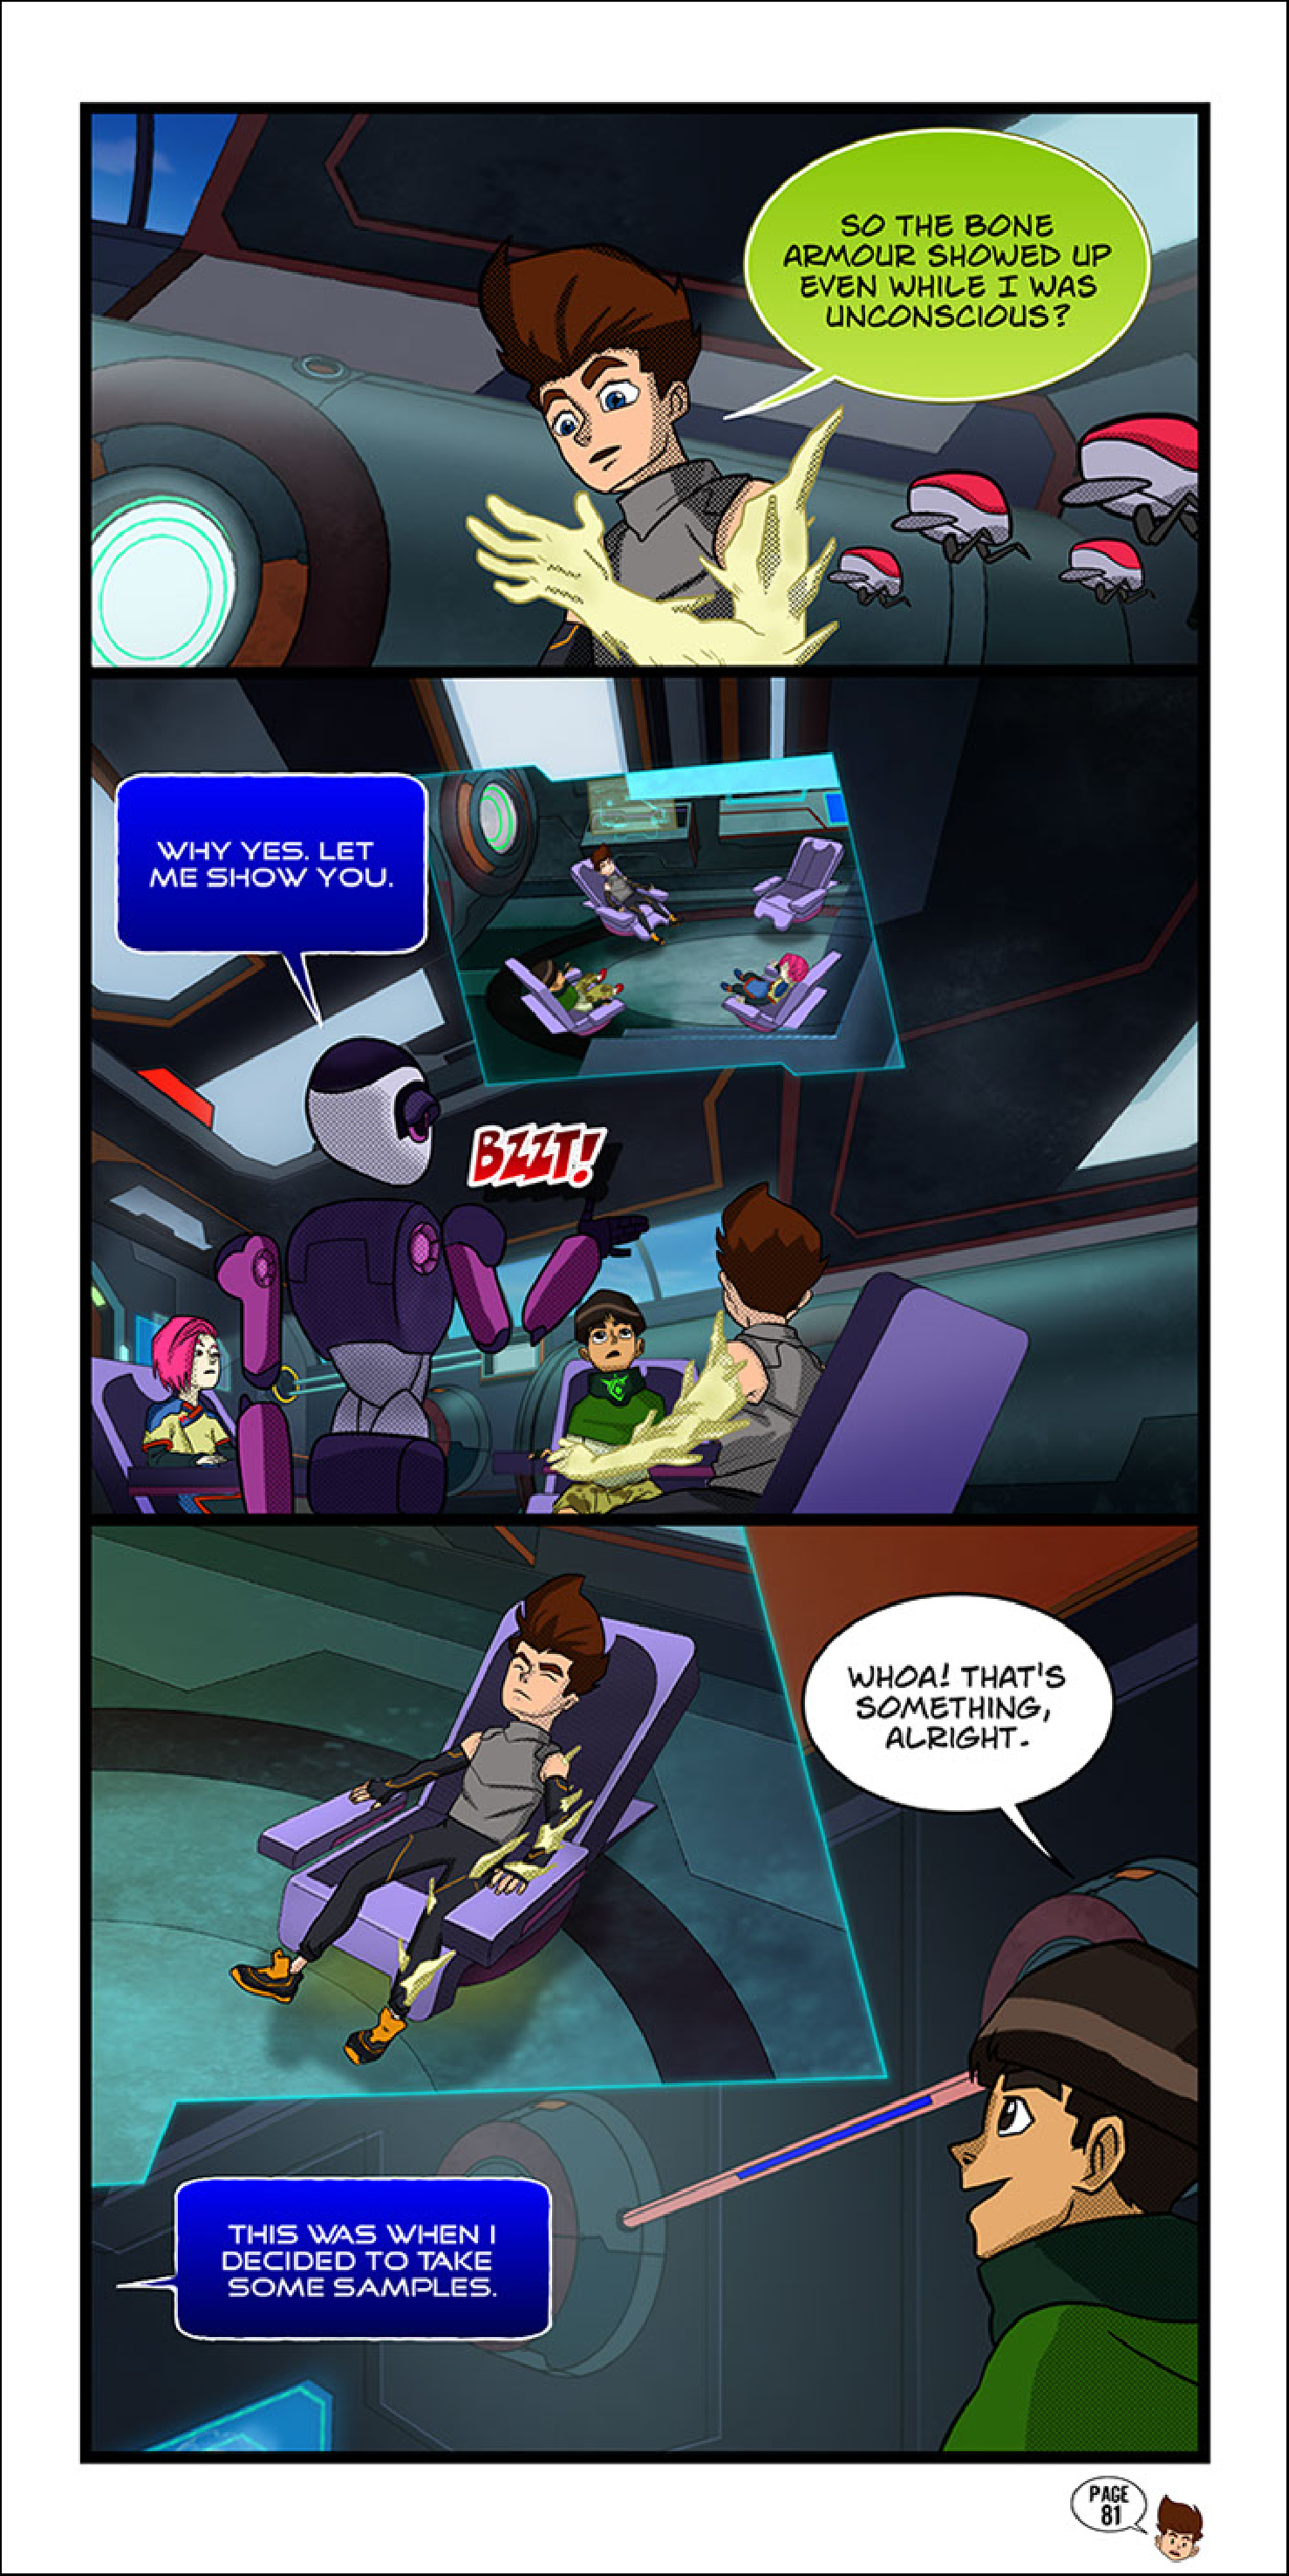 SO THE BONE
ARMOUR SHOWED UP
EVEN WHILE I WAS
UNCONSCIOUS?
WHY YES. LET
ME SHOW YOU.
BZZT!
WHOA! THAT'S
SOMETHING,
ALRIGHT.
THIS WAS WHEN I
DECIDED TO TAKE
SOME SAMPLES.
PAGE
81